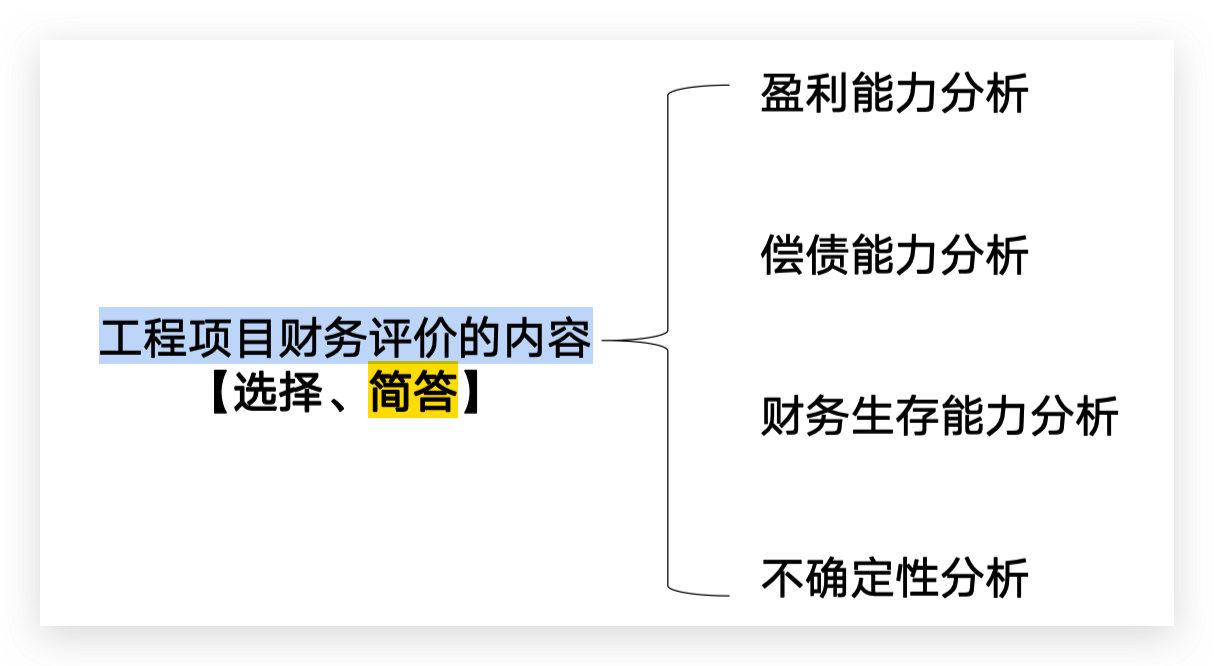 工程项目财务评价的内容
【选择、简答】
盈利能力分析
偿债能力分析
财务生存能力分析
不确定性分析